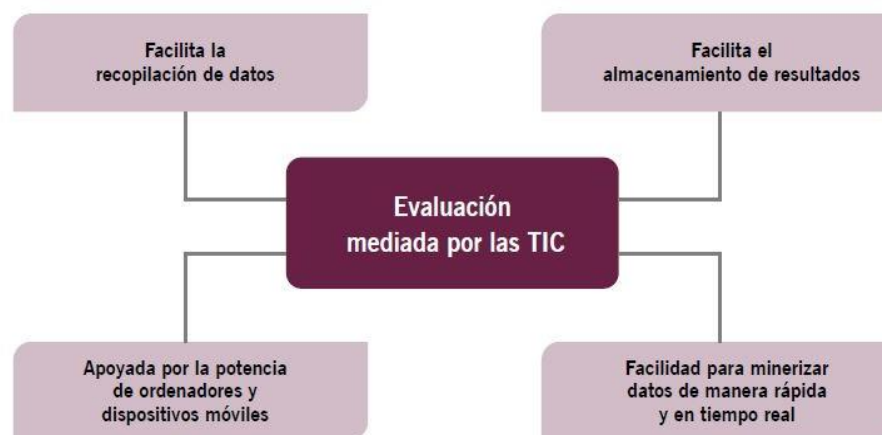 Facilita la
recopilación de datos
Facilita el
almacenamiento de resultados
Evaluación
mediada por las TIC
Apoyada por la potencia
de ordenadores y
dispositivos móviles
Facilidad para minerizar
datos de manera rápida
y en tiempo real